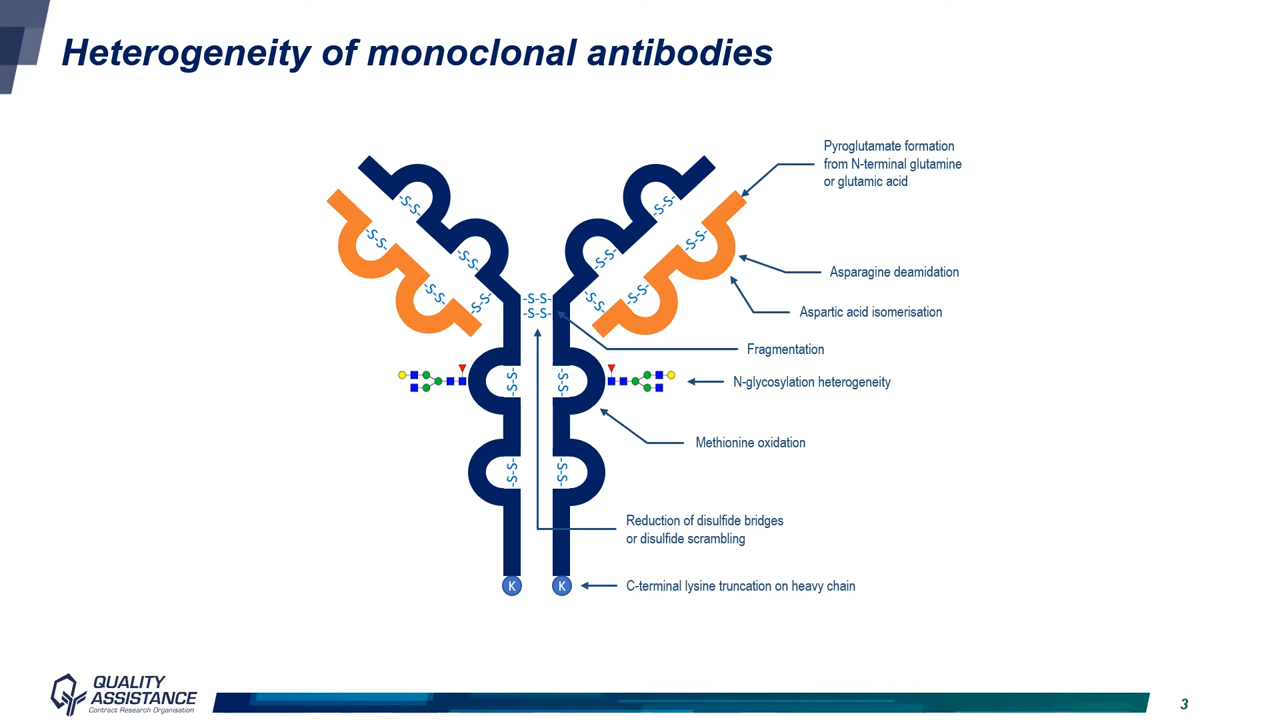 Heterogeneity of monoclonal antibodies
Pyroglutamate formation
from N-terminal glutamine
or glutamic acid
-S-S-
-S-S-
-S-S-
-S-S-
-S-S-
-S-S-
-S-S-
-S-S-
Asparagine deamidation
-S-S-
-S-S-
-S-S-
-S-S-
Aspartic acid isomerisation
Fragmentation
-S-S-
-S-S-
N-glycosylation heterogeneity
Methionine oxidation
-S-S-
-S-S-
Reduction of disulfide bridges
or disulfide scrambling
K
K
C-terminal lysine truncation on heavy chain
QUALITY
ASSISTANCE
Contract Research Organisation
3